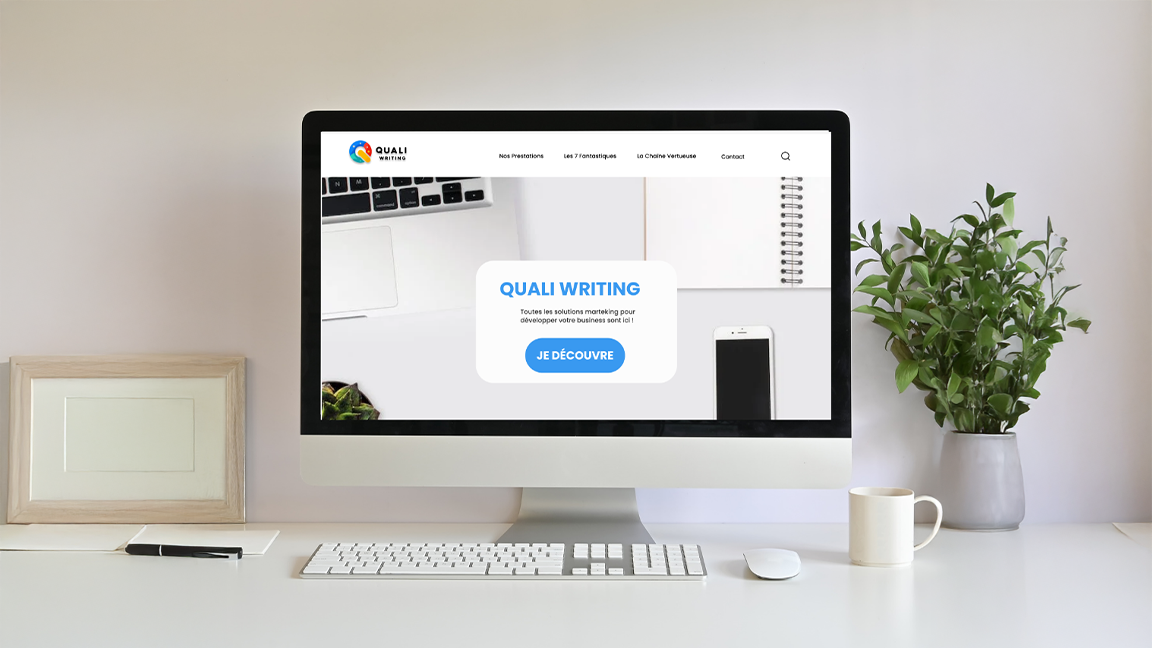 QUALI
WRITING
Nos Prestations Les 7 Fantastiques La Chaîne Vertueuse Contact
QUALI WRITING
Toutes les solutions marteking pour
développer votre business sont ici !
JE DÉCOUVRE